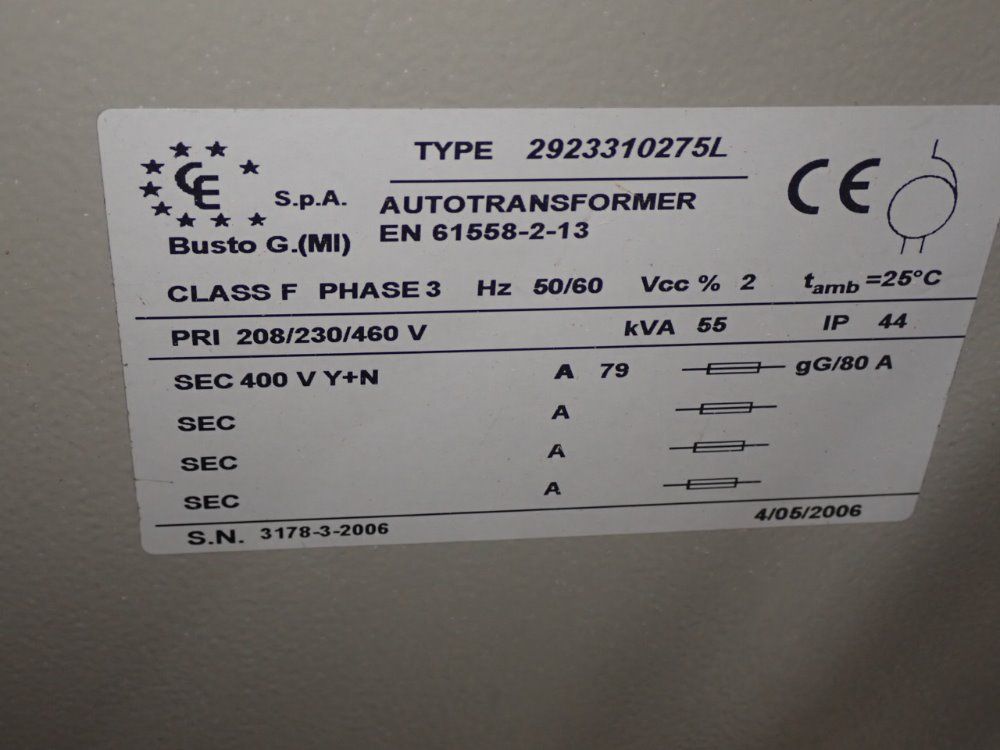 TYPE 2923310275L
CE S.p.A.
AUTOTRANSFORMER
Busto G.(MI)
EN 61558-2-13
CE
CLASS F PHASE 3 Hz 50/60 Vcc % 2 tamb =25°C
PRI 208/230/460 V kVA 55 IP 44
SEC 400 V Y+N A 79 gG/80 A
SEC A
SEC A
SEC A
S.N. 3178-3-2006 4/05/2006